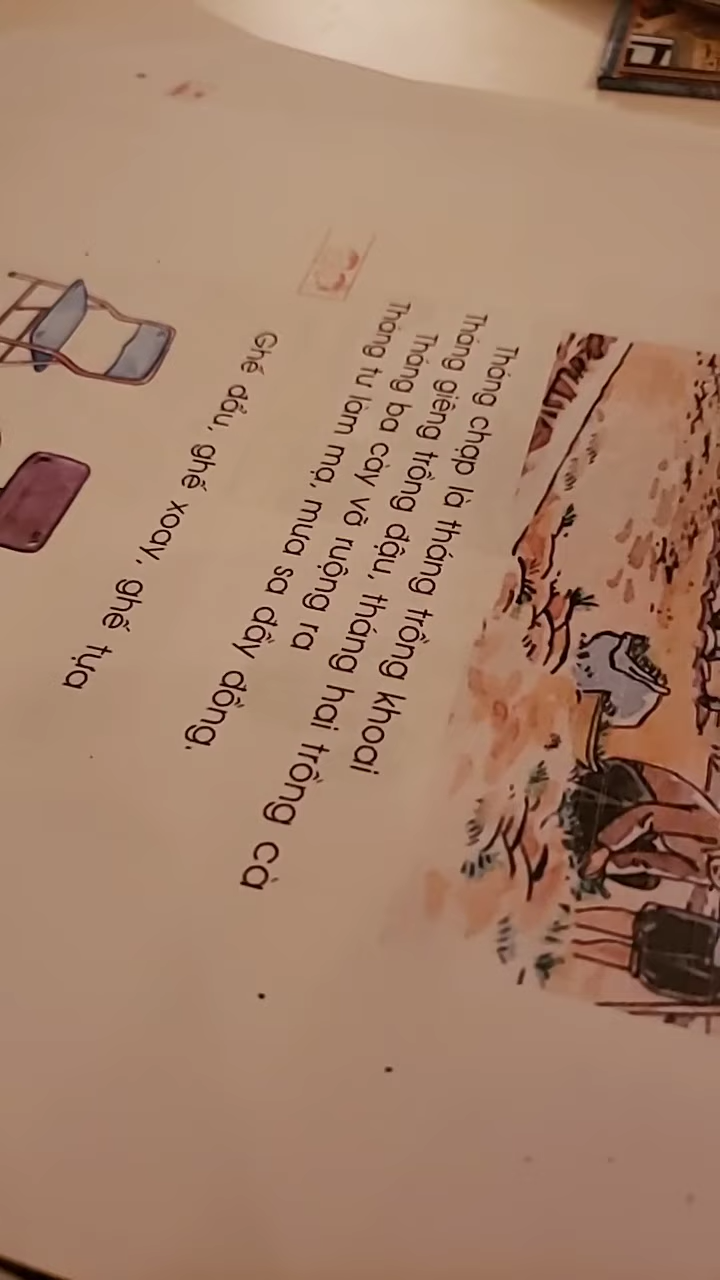 Tháng chạp là tháng trồng khoai
Tháng giêng trồng đậu, tháng hai trồng cà
Tháng ba cày vỡ ruộng ra
Tháng tư làm mạ, mưa sa đầy đồng.
Ghế đẩu, ghế xoay, ghế tựa